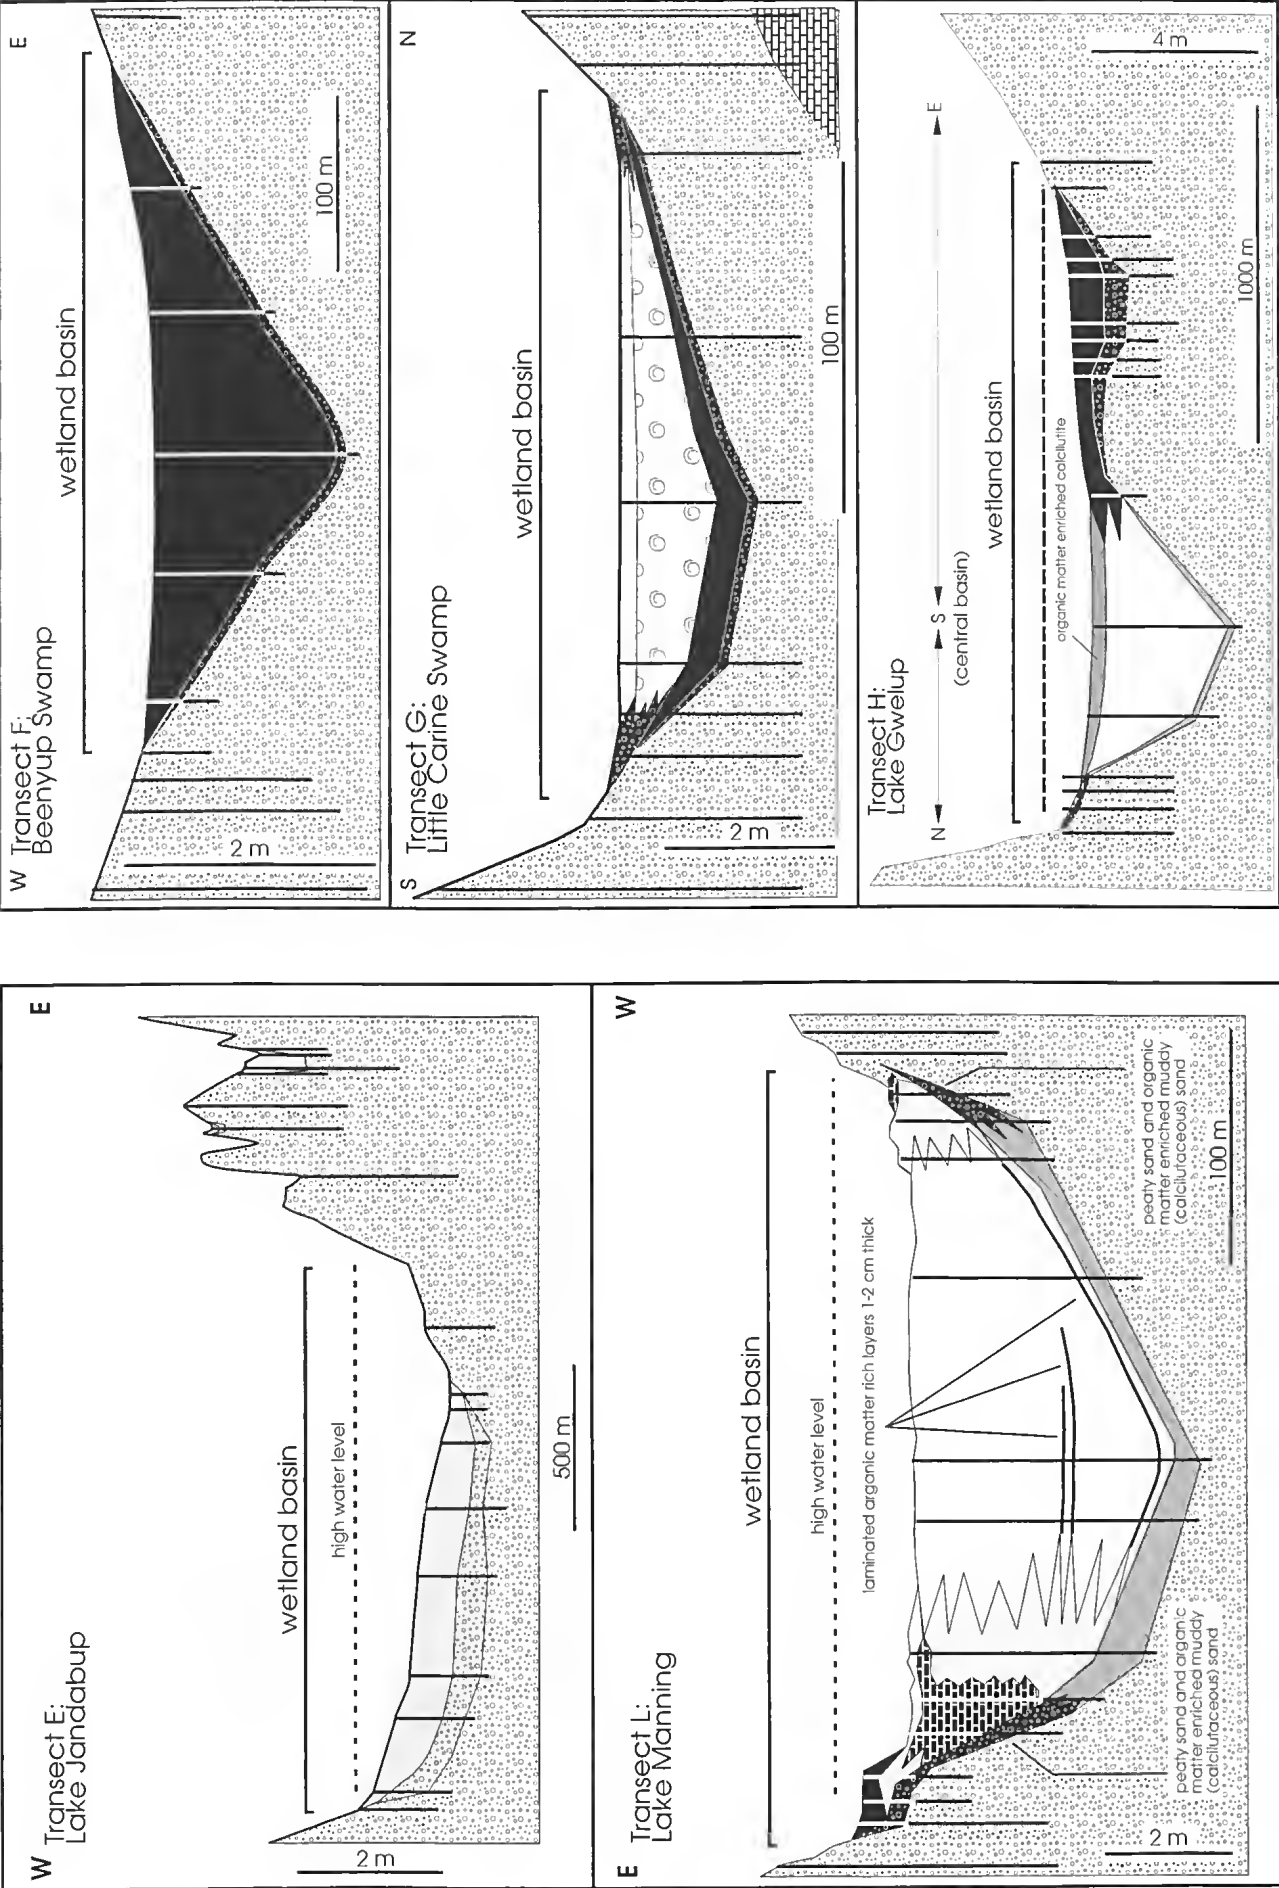 Transect E:
Lake Jandabup
W
E
wetland basin
high water level
2 m
500 m
Transect L:
Lake Manning
E
W
wetland basin
high water level
laminated arganic matter rich layers 1-2 cm thick
peaty sand and arganic
matter enriched muddy
(calcilutaceous) sand
peaty sand and organic
matter enriched muddy
(calcilutaceous) sand
2 m
100 m
Transect F:
Beenyup Swamp
W
E
wetland basin
2 m
100 m
Transect G:
Little Carine Swamp
S
N
wetland basin
2 m
100 m
Transect H:
Lake Gwelup
N
S
E
(central basin)
wetland basin
organic matter enriched calcilutite
4 m
1000 m